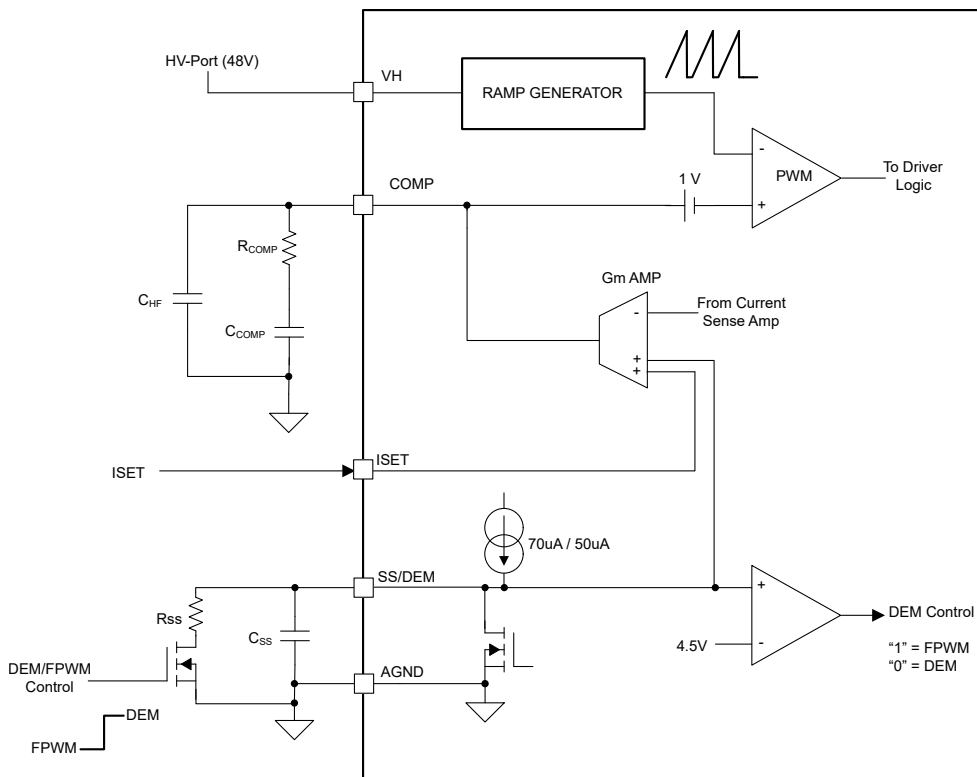 HV-Port (48V)
VH
RAMP GENERATOR
-
PWM
+
To Driver
Logic
COMP
1 V
RCOMP
CHF
CCOMP
Gm AMP
-
From Current
Sense Amp
+
+
ISET
ISET
70uA / 50uA
SS/DEM
Rss
CSS
+
DEM Control
4.5V
-
“1” = FPWM
“0” = DEM
DEM/FPWM
Control
AGND
DEM
FPWM